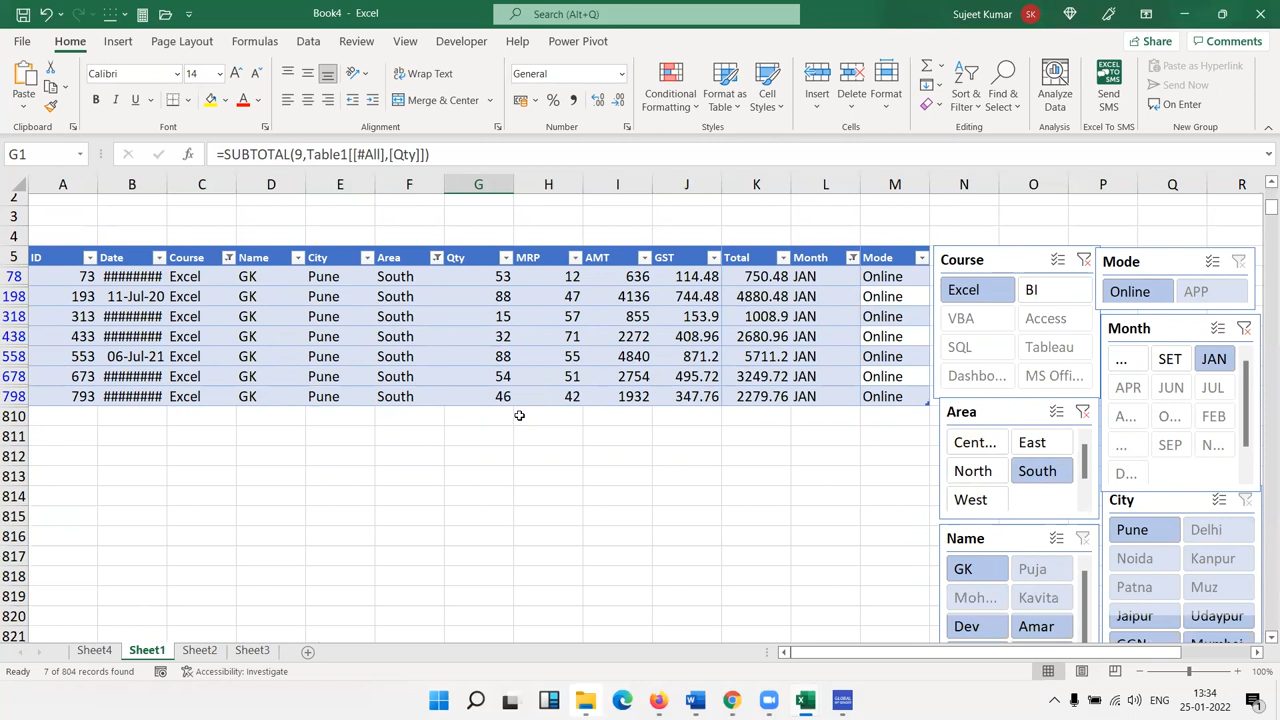 Book4 - Excel
Search (Alt+Q)
Sujeet Kumar SK
File Home Insert Page Layout Formulas Data Review View Developer Help Power Pivot Share Comments
Paste
Calibri 14
B I U
Wrap Text
Merge & Center
General
Conditional Formatting
Format as Table
Cell Styles
Insert
Delete
Format
Sort & Filter
Find & Select
Analyze Data
Send SMS
Paste as Hyperlink
Send Now
On Enter
Clipboard Font Alignment Number Styles Cells Editing Analysis Excel To SMS New Group
G1 fx =SUBTOTAL(9,Table1[[#All],[Qty]])
A B C D E F G H I J K L M N O P Q R
2
3
4
5 ID Date Course Name City Area Qty MRP AMT GST Total Month Mode
78 73 ######## Excel GK Pune South 53 12 636 114.48 750.48 JAN Online
198 193 11-Jul-20 Excel GK Pune South 88 47 4136 744.48 4880.48 JAN Online
318 313 ######## Excel GK Pune South 15 57 855 153.9 1008.9 JAN Online
438 433 ######## Excel GK Pune South 32 71 2272 408.96 2680.96 JAN Online
558 553 06-Jul-21 Excel GK Pune South 88 55 4840 871.2 5711.2 JAN Online
678 673 ######## Excel GK Pune South 54 51 2754 495.72 3249.72 JAN Online
798 793 ######## Excel GK Pune South 46 42 1932 347.76 2279.76 JAN Online
810
811
812
813
814
815
816
817
818
819
820
821
Course
Excel BI
VBA Access
SQL Tableau
Dashbo... MS Offi...
Mode
Online APP
Month
... SET JAN
APR JUN JUL
A... O... FEB
... SEP N...
D...
Area
Cent... East
North South
West
City
Pune Delhi
Noida Kanpur
Patna Muz
Jaipur Udaypur
GGN Mumbai
Name
GK Puja
Moh... Kavita
Dev Amar
Sheet4 Sheet1 Sheet2 Sheet3
Ready 7 of 804 records found Accessibility: Investigate 100%
ENG
13:34
25-01-2022